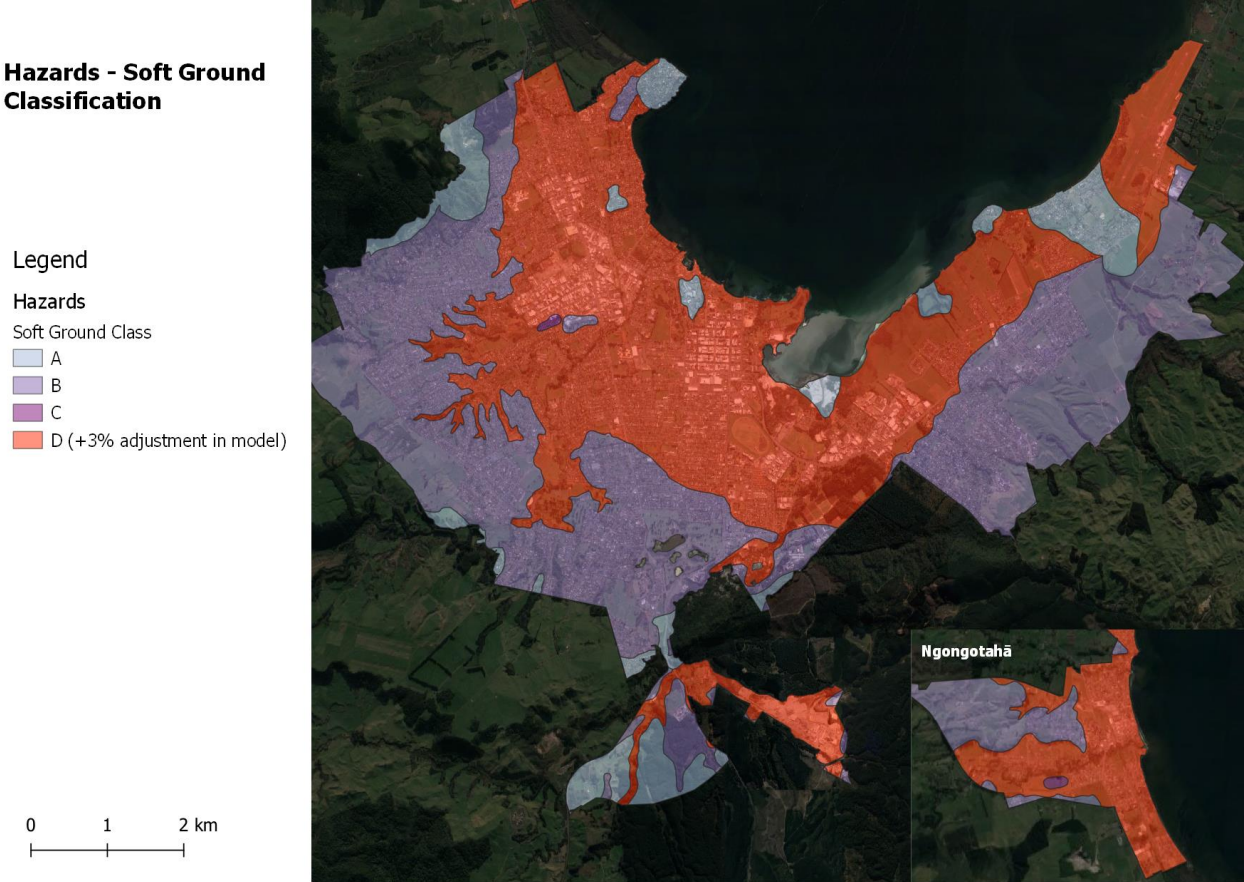 Hazards - Soft Ground
Classification
Legend
Hazards
Soft Ground Class
A
B
C
D (+3% adjustment in model)
0 1 2 km
Ngongotahā